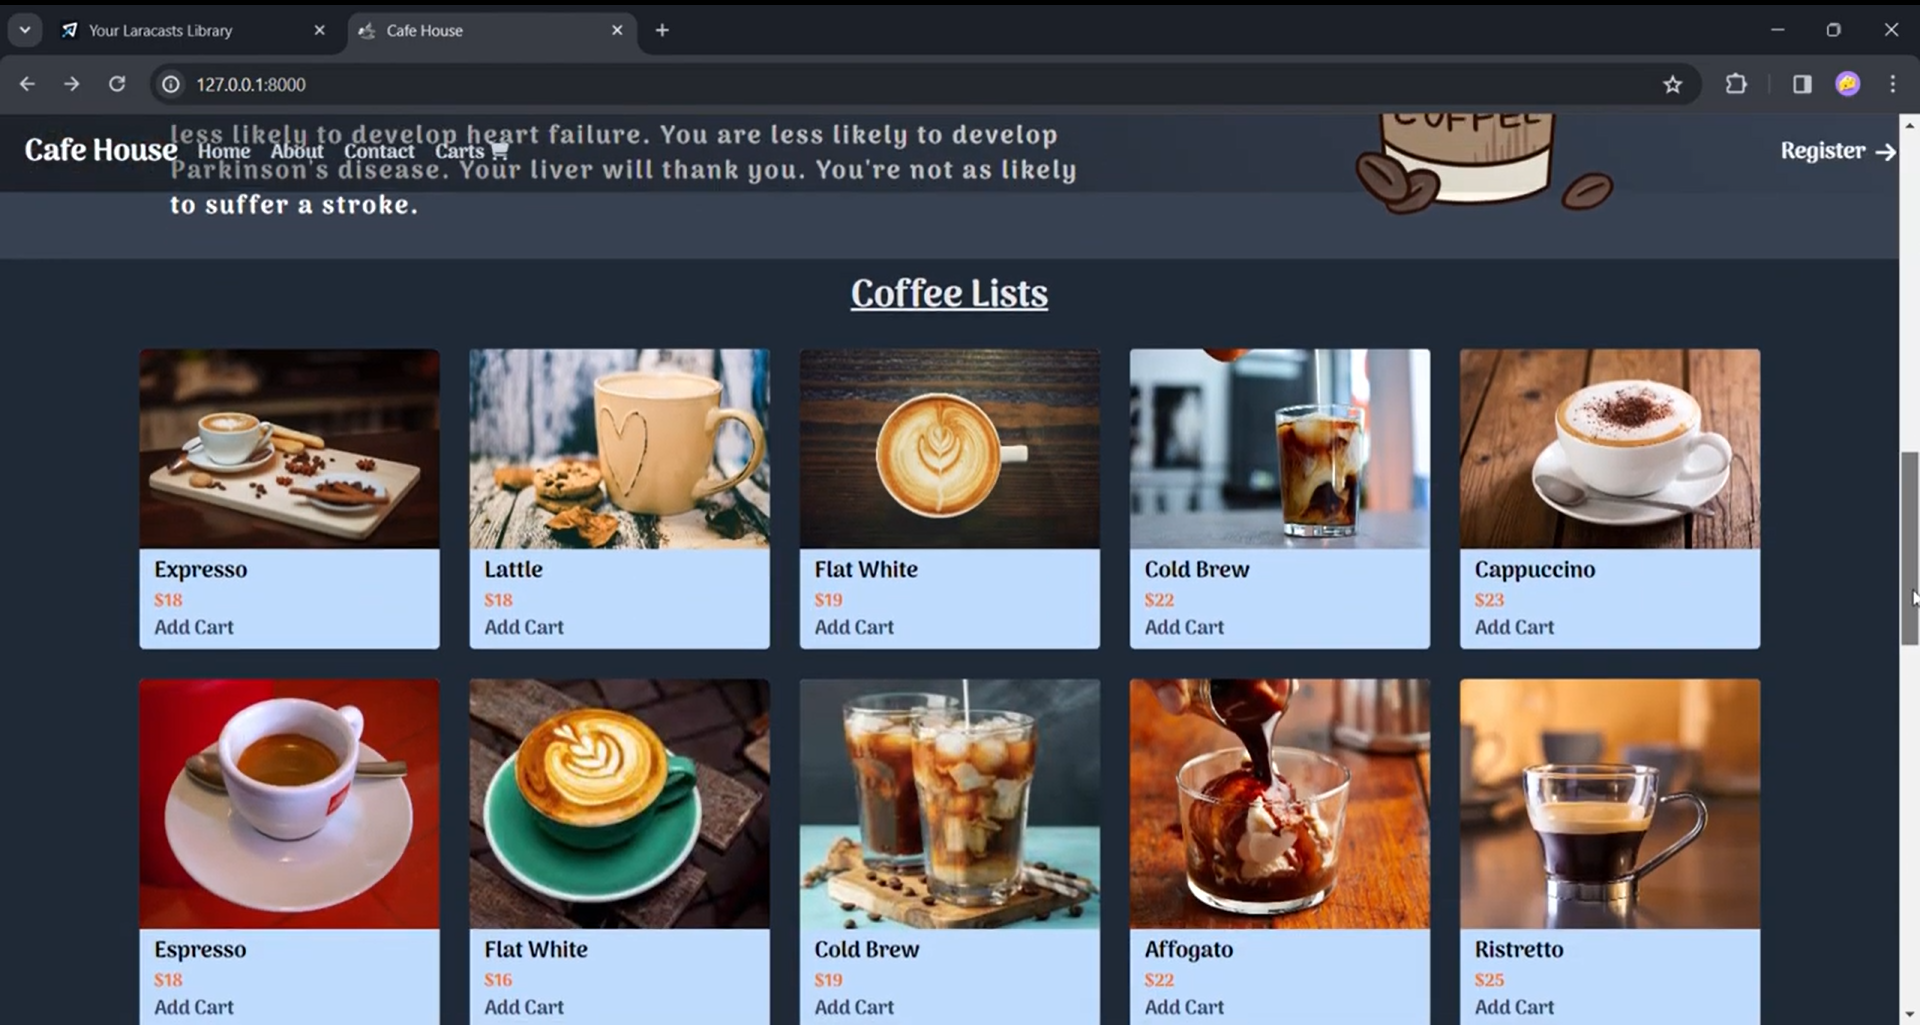 Your Laracasts Library
Cafe House
127.0.0.1:8000
COFFEE
less likely to develop heart failure. You are less likely to develop
Cafe House Home About Contact Carts Register →
Parkinson's disease. Your liver will thank you. You're not as likely
to suffer a stroke.
Coffee Lists
Expresso
$18
Add Cart
Lattle
$18
Add Cart
Flat White
$19
Add Cart
Cold Brew
$22
Add Cart
Cappuccino
$23
Add Cart
Espresso
$18
Add Cart
Flat White
$16
Add Cart
Cold Brew
$19
Add Cart
Affogato
$22
Add Cart
Ristretto
$25
Add Cart